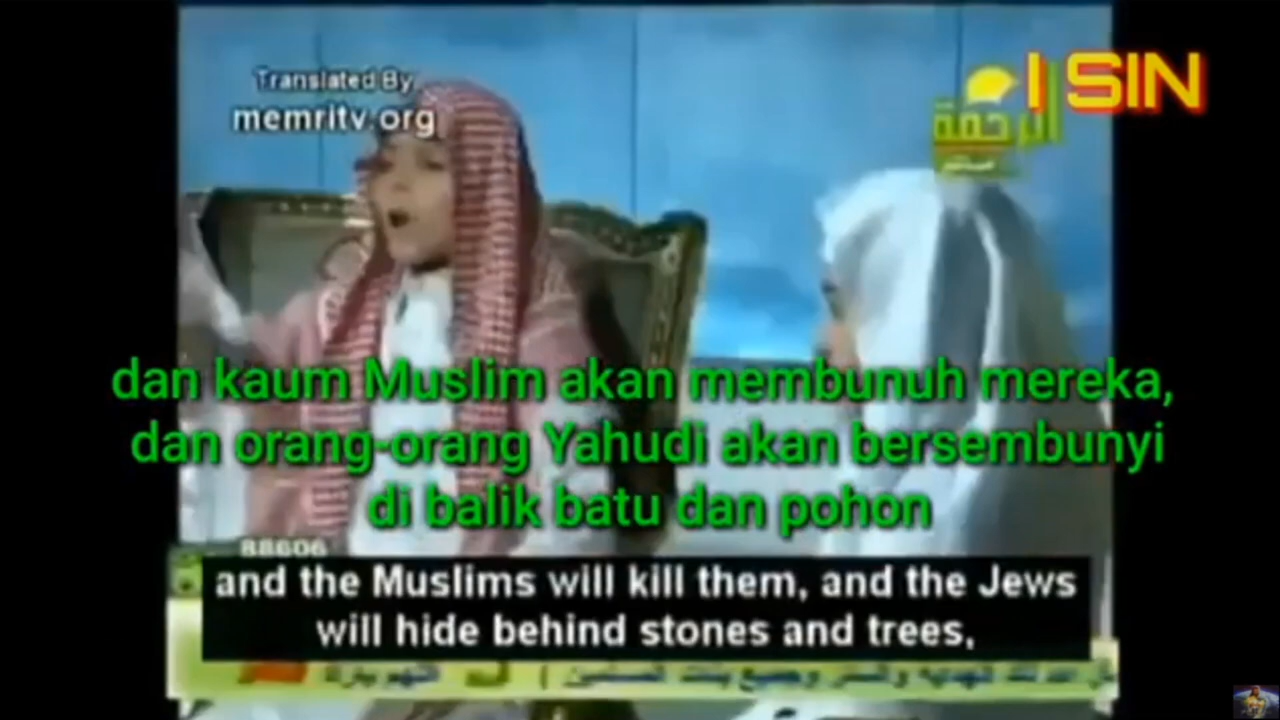 Translated By
memritv.org
I SIN
الرحمة
dan kaum Muslim akan membunuh mereka,
dan orang-orang Yahudi akan bersembunyi
di balik batu dan pohon
88606
and the Muslims will kill them, and the Jews
will hide behind stones and trees,